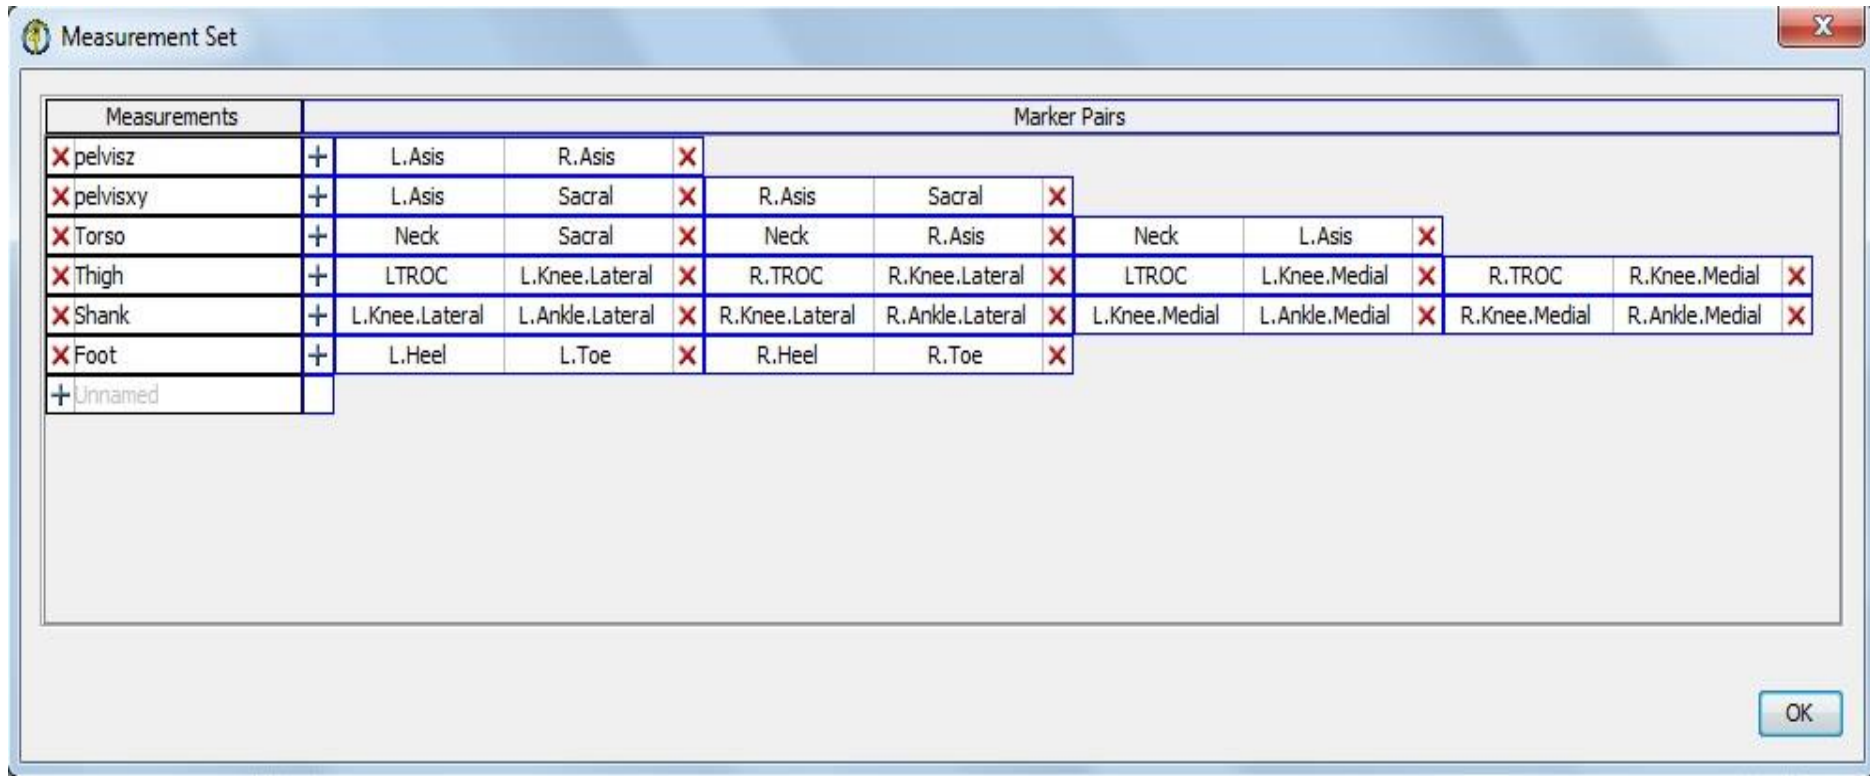 Measurement Set
X
Measurements Marker Pairs
pelvisz L.Asis R.Asis
pelvisxy L.Asis Sacral R.Asis Sacral
Torso Neck Sacral Neck R.Asis Neck L.Asis
Thigh LTROC L.Knee.Lateral R.TROC R.Knee.Lateral LTROC L.Knee.Medial R.TROC R.Knee.Medial
Shank L.Knee.Lateral L.Ankle.Lateral R.Knee.Lateral R.Ankle.Lateral L.Knee.Medial L.Ankle.Medial R.Knee.Medial R.Ankle.Medial
Foot L.Heel L.Toe R.Heel R.Toe
Unnamed
OK